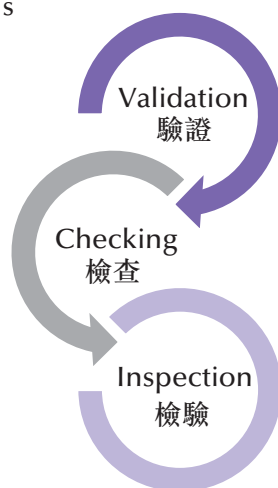 s
Validation
驗證
Checking
檢查
Inspection
檢驗